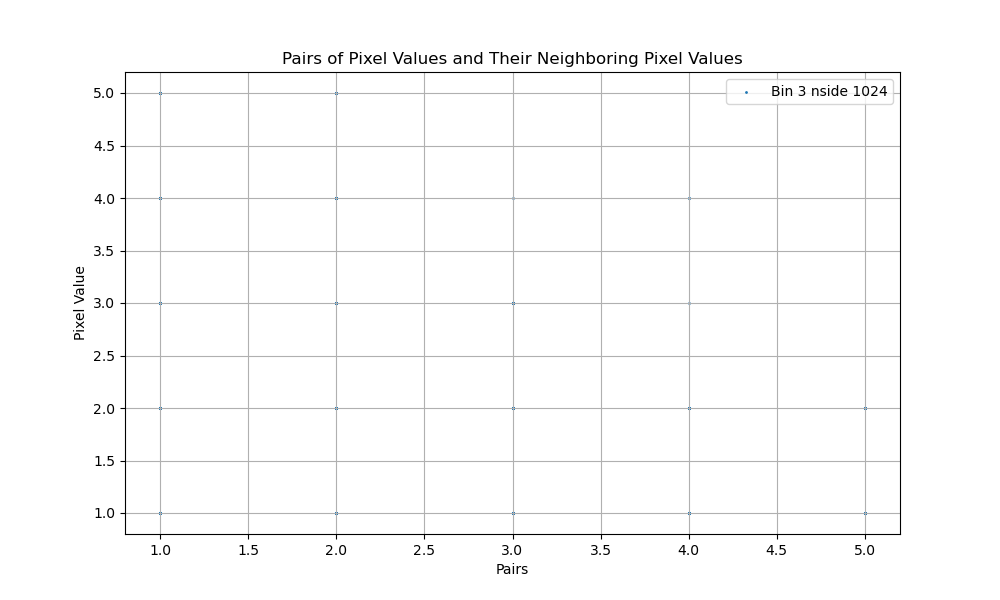 Pairs of Pixel Values and Their Neighboring Pixel Values
Bin 3 nside 1024
Pixel Value
5.0
4.5
4.0
3.5
3.0
2.5
2.0
1.5
1.0
1.0 1.5 2.0 2.5 3.0 3.5 4.0 4.5 5.0
Pairs